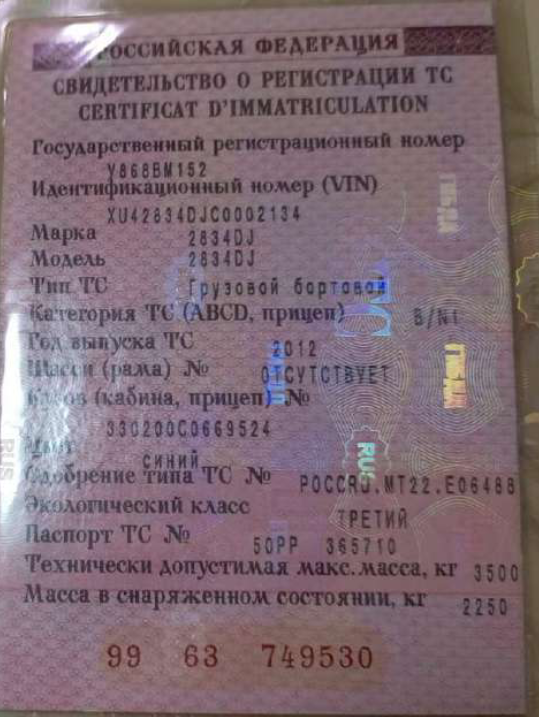 РОССИЙСКАЯ ФЕДЕРАЦИЯ
СВИДЕТЕЛЬСТВО О РЕГИСТРАЦИИ ТС
CERTIFICAT D'IMMATRICULATION
Государственный регистрационный номер
У868ВМ152
Идентификационный номер (VIN)
XU42834DJC0002134
Марка 2834DJ
Модель 2834DJ
Тип ТС Грузовой бортовой
Категория ТС (ABCD, прицеп) B/N1
Год выпуска ТС 2012
Шасси (рама) № ОТСУТСТВУЕТ
Кузов (кабина, прицеп) №
330200C0669524
Цвет синий
Одобрение типа ТС № РОССRU.МТ22.Е06488
Экологический класс ТРЕТИЙ
Паспорт ТС № 50РР 365710
Технически допустимая макс.масса, кг 3500
Масса в снаряженном состоянии, кг 2250
99 63 749530
RUS
RUS
ТС